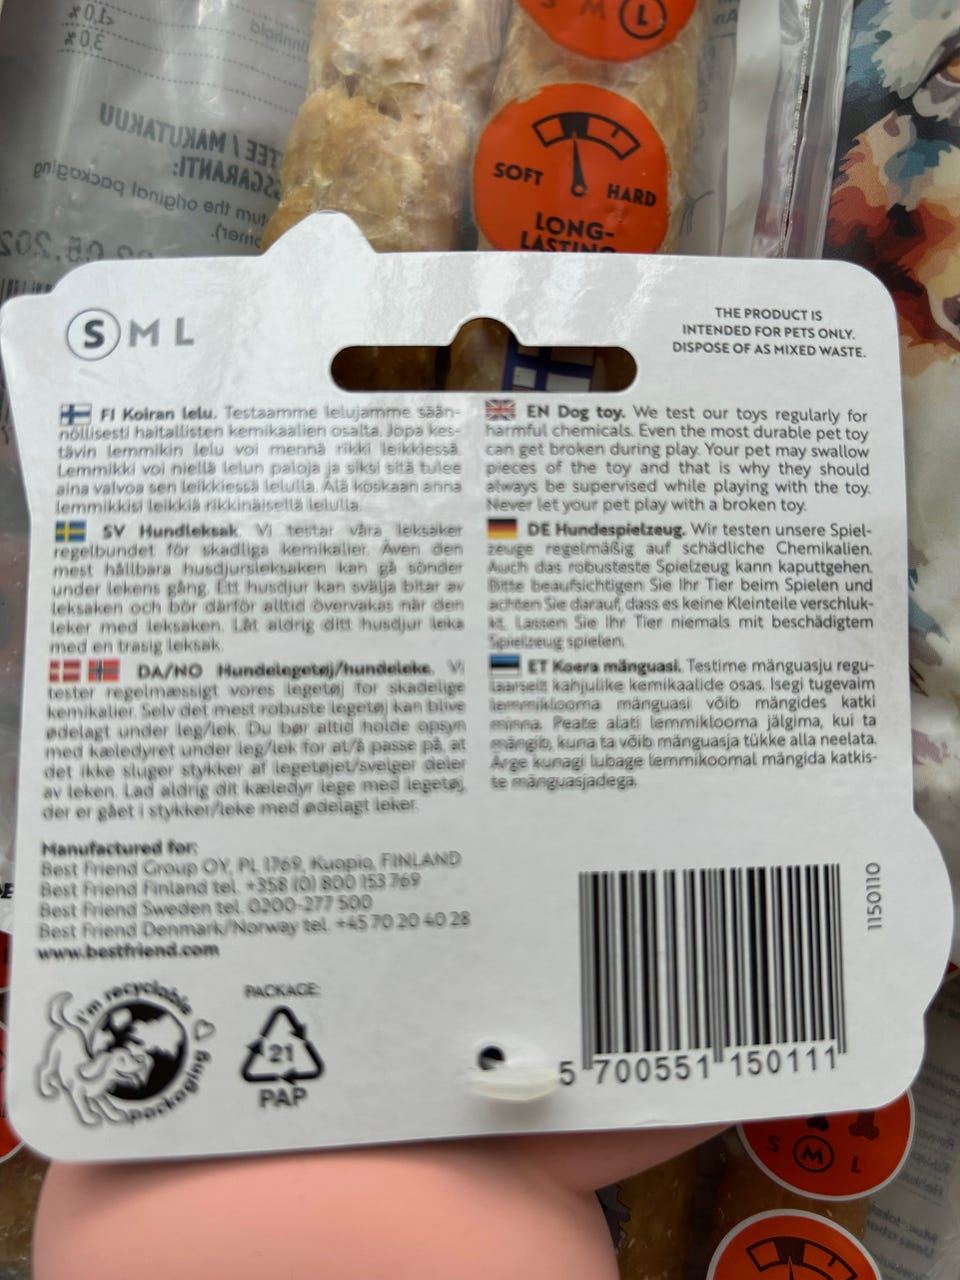 SOFT
HARD
LONG-
LASTING
S M L
THE PRODUCT IS
INTENDED FOR PETS ONLY.
DISPOSE OF AS MIXED WASTE.
FI Koiran lelu. Testaamme lelujamme sään-
nöllisesti haitallisten kemikaalien osalta. Jopa kes-
tävin lemmikin lelu voi mennä rikki leikkiessä.
Lemmikki voi niellä lelun paloja ja siksi sitä tulee
aina valvoa sen leikkiessä lelulla. Älä koskaan anna
lemmikkisi leikkiä rikkinäisellä lelulla.
SV Hundleksak. Vi testar våra leksaker
regelbundet för skadliga kemikalier. Även den
mest hållbara husdjursleksaken kan gå sönder
under lekens gång. Ett husdjur kan svälja bitar av
leksaken och bör därför alltid övervakas när den
leker med leksaken. Låt aldrig ditt husdjur leka
med en trasig leksak.
DA/NO Hundelegetøj/hundeleke. Vi
tester regelmæssigt vores legetøj for skadelige
kemikalier. Selv det mest robuste legetøj kan blive
ødelagt under leg/lek. Du bør altid holde opsyn
med kæledyret under leg/lek for at/å passe på, at
det ikke sluger stykker af legetøjet/svelger deler
av leken. Lad aldrig dit kæledyr lege med legetøj,
der er gået i stykker/leke med ødelagt leker.
EN Dog toy. We test our toys regularly for
harmful chemicals. Even the most durable pet toy
can get broken during play. Your pet may swallow
pieces of the toy and that is why they should
always be supervised while playing with the toy.
Never let your pet play with a broken toy.
DE Hundespielzeug. Wir testen unsere Spiel-
zeuge regelmäßig auf schädliche Chemikalien.
Auch das robusteste Spielzeug kann kaputtgehen.
Bitte beaufsichtigen Sie Ihr Tier beim Spielen und
achten Sie darauf, dass es keine Kleinteile verschluk-
kt. Lassen Sie Ihr Tier niemals mit beschädigtem
Spielzeug spielen.
ET Koera mänguasi. Testime mänguasju regu-
laarselt kahjulike kemikaalide osas. Isegi tugevaim
lemmiklooma mänguasi võib mängides katki
minna. Peate alati lemmiklooma jälgima, kui ta
mängib, kuna ta võib mänguasja tükke alla neelata.
Ärge kunagi lubage lemmikoomal mängida katkis-
te mänguasjadega.
Manufactured for:
Best Friend Group OY, PL 1769, Kuopio, FINLAND
Best Friend Finland tel. +358 (0) 800 153 769
Best Friend Sweden tel. 0200-277 500
Best Friend Denmark/Norway tel. +45 70 20 40 28
www.bestfriend.com
I'm recyclable
packaging
PACKAGE:
21
PAP
5 700551 150111
1150110
S M L